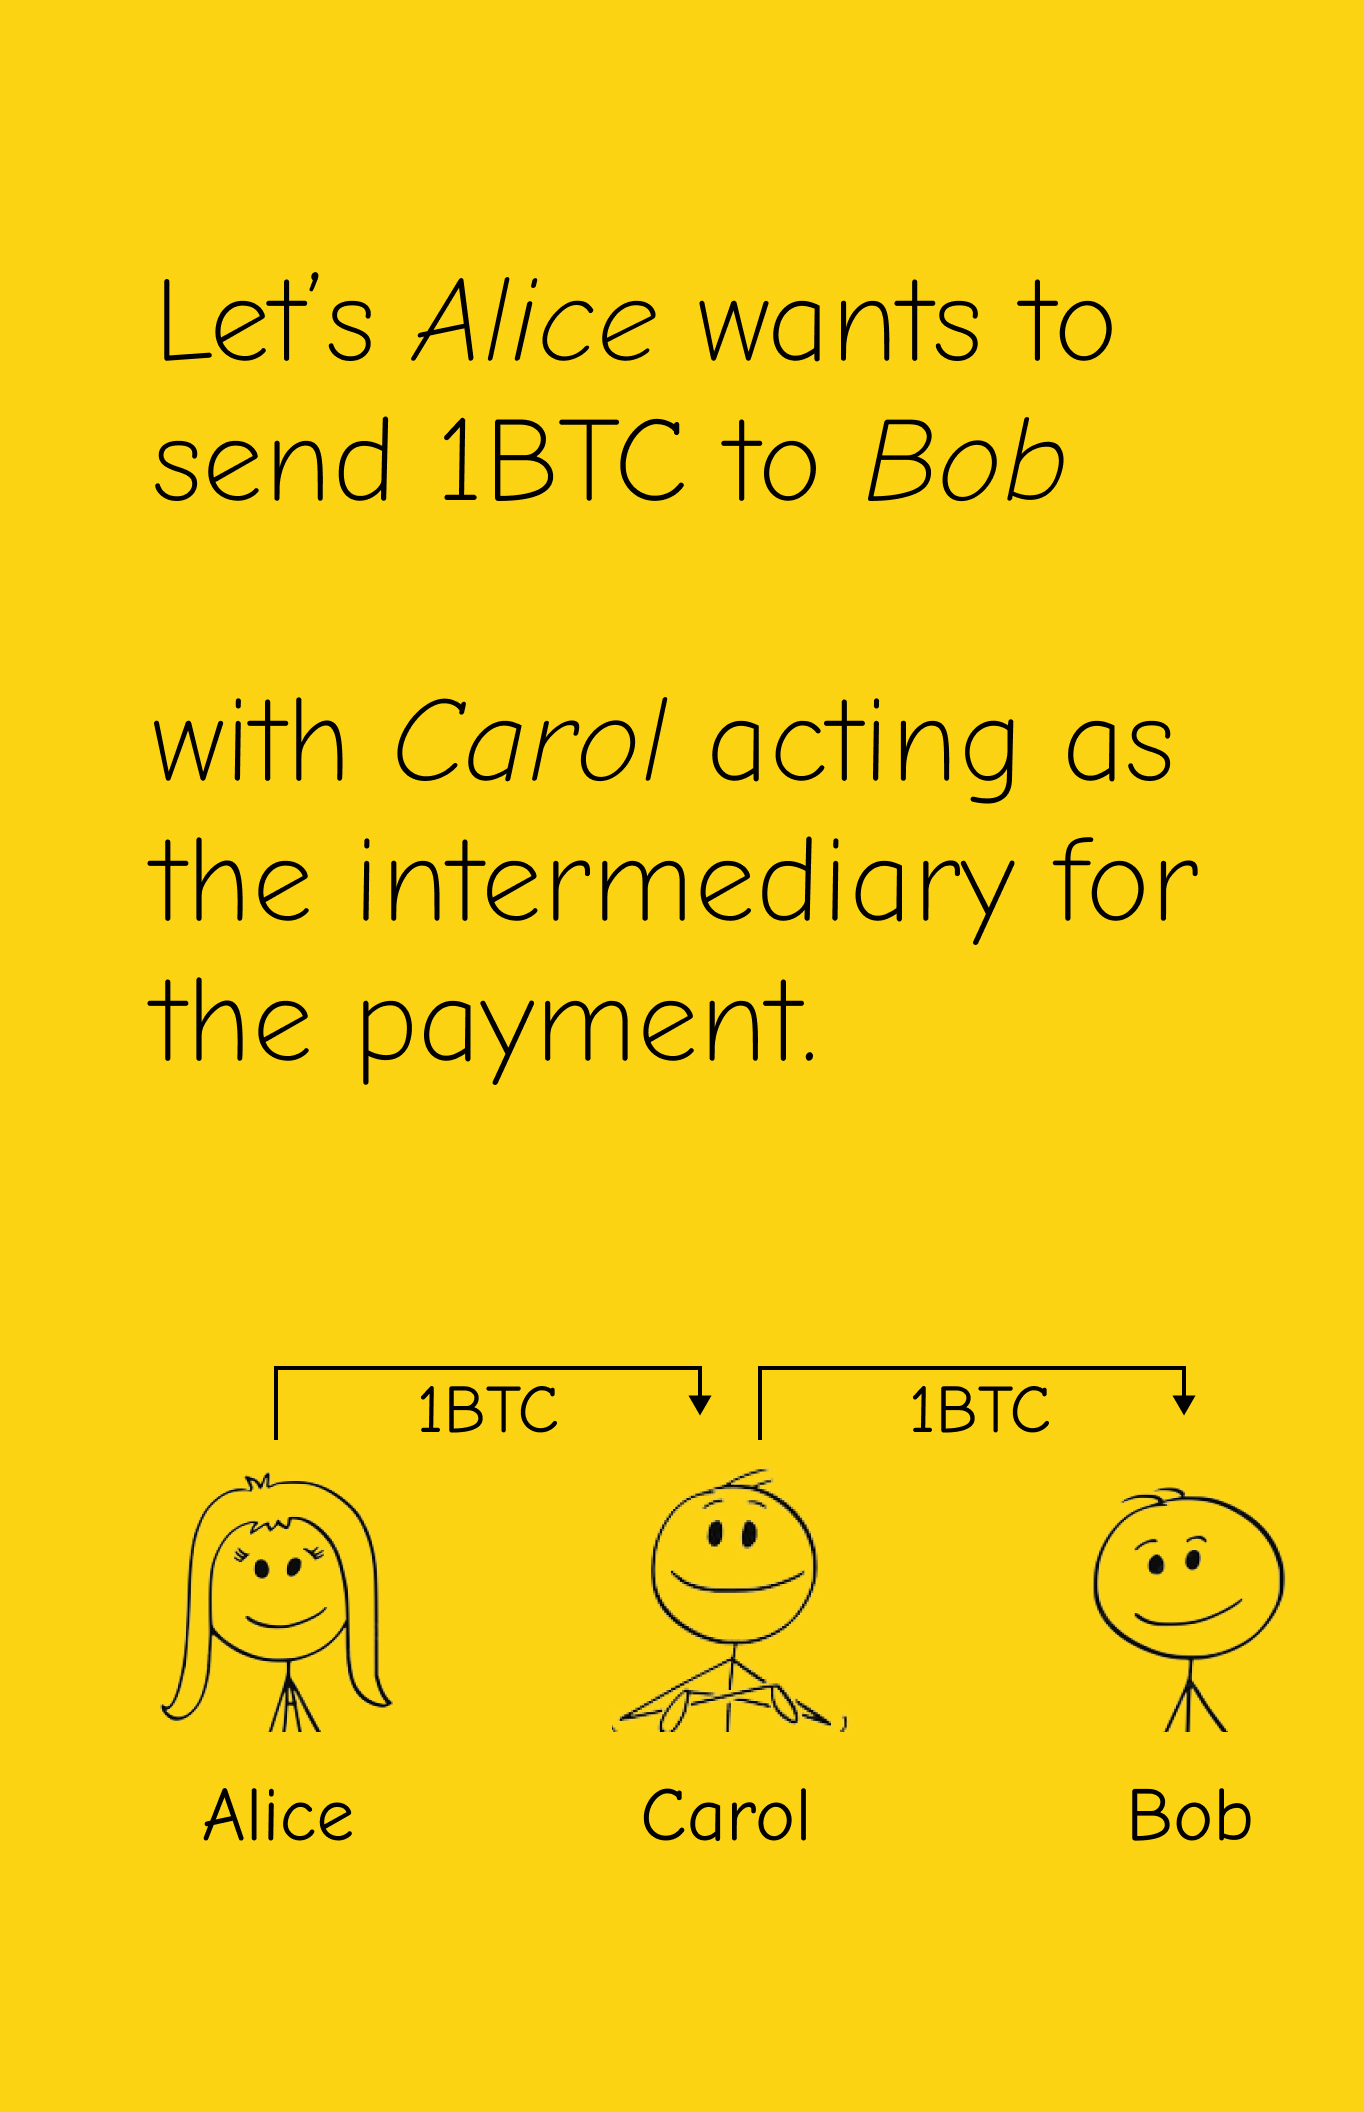 Let’s Alice wants to
send 1BTC to Bob
with Carol acting as
the intermediary for
the payment.
1BTC 1BTC
Alice Carol Bob